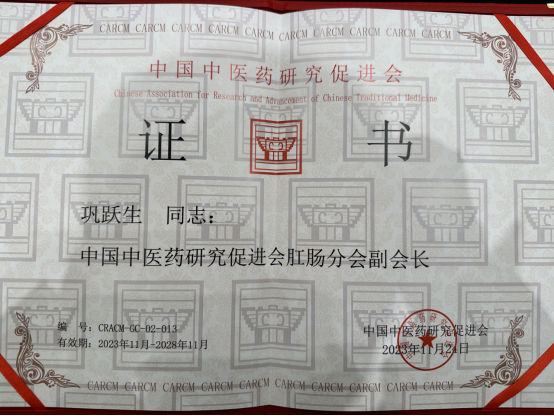 CARCM CARCM CARCM CARCM CARCM CARCM CARCM CARCM
中国中医药研究促进会
Chinese Association for Research and Advancement of Chinese Traditional Medicine
证 书
巩跃生 同志：
中国中医药研究促进会肛肠分会副会长
编 号：CRACM-GC-02-013
有效期：2023年11月-2028年11月
中国中医药研究促进会
2023年11月24日
CARCM CARCM CARCM CARCM CARCM CARCM CARCM CARCM